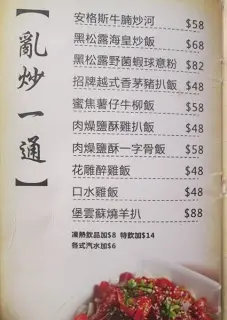 【亂炒一通】
安格斯牛腩炒河 $58
黑松露海皇炒飯 $68
黑松露野菌蝦球意粉 $82
招牌越式香茅豬扒飯 $48
蜜焦薯仔牛柳飯 $58
肉燥鹽酥雞扒飯 $48
肉燥鹽酥一字骨飯 $58
花雕醉雞飯 $48
口水雞飯 $48
堡雲蘇燒羊扒 $88
凍熱飲品加$8 特飲加$14
各式汽水加$6